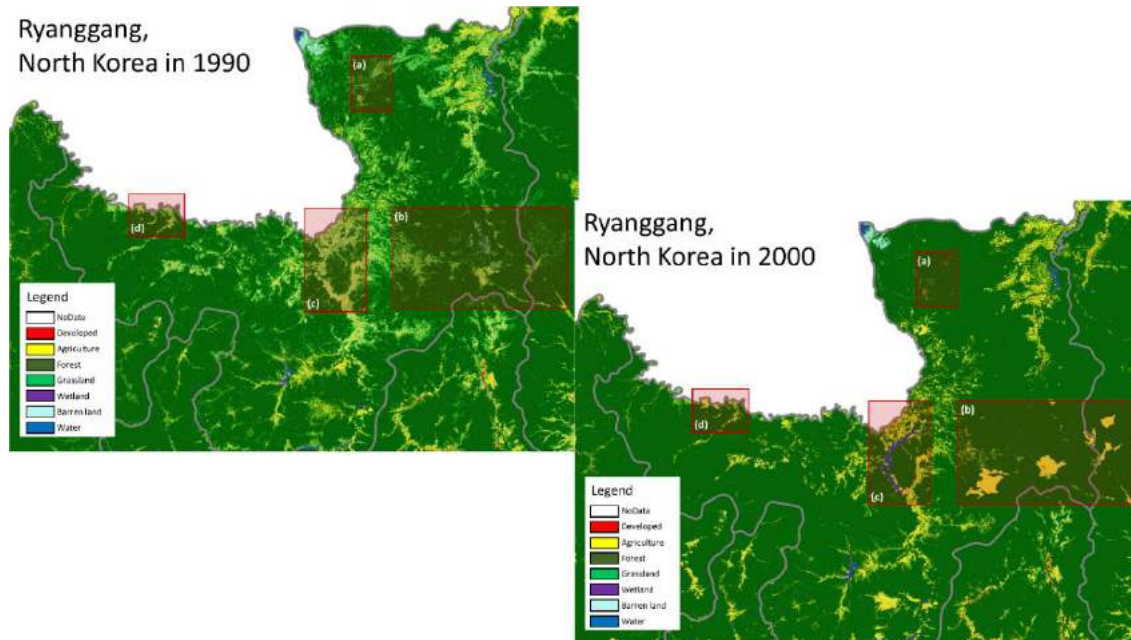 Ryanggang,
North Korea in 1990
(a)
(b)
(c)
(d)
Legend
NoData
Developed
Agriculture
Forest
Grassland
Wetland
Barren land
Water
Ryanggang,
North Korea in 2000
(a)
(b)
(c)
(d)
Legend
NoData
Developed
Agriculture
Forest
Grassland
Wetland
Barren land
Water